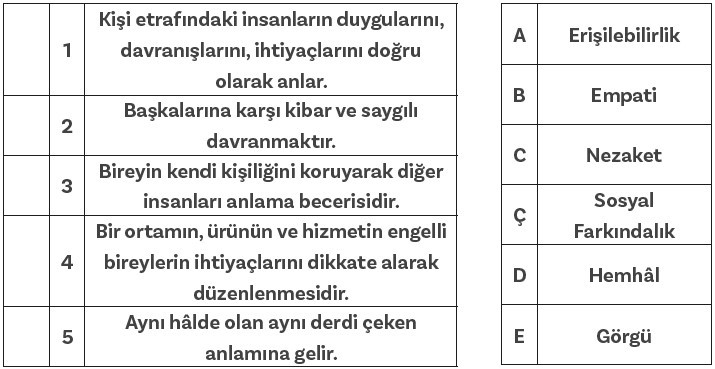 1
Kişi etrafındaki insanların duygularını,
davranışlarını, ihtiyaçlarını doğru
olarak anlar.
2
Başkalarına karşı kibar ve saygılı
davranmaktır.
3
Bireyin kendi kişiliğini koruyarak diğer
insanları anlama becerisidir.
4
Bir ortamın, ürünün ve hizmetin engelli
bireylerin ihtiyaçlarını dikkate alarak
düzenlenmesidir.
5
Aynı hâlde olan aynı derdi çeken
anlamına gelir.
A Erişilebilirlik
B Empati
C Nezaket
Ç
Sosyal
Farkındalık
D Hemhâl
E Görgü